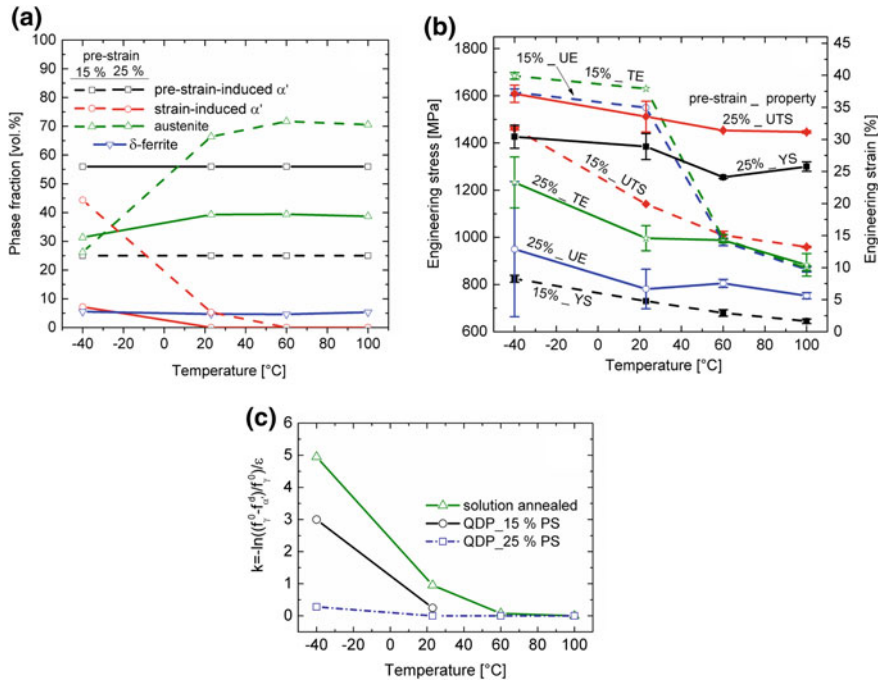 (a)
100
90
80
70
60
50
40
30
20
10
0
Phase fraction [vol.%]
pre-strain
15 % 25 %
pre-strain-induced α'
strain-induced α'
austenite
δ-ferrite
-40 -20 0 20 40 60 80 100
Temperature [°C]
(b)
1800
1600
1400
1200
1000
800
600
Engineering stress [MPa]
15%_UE
15%_TE
pre-strain_ property
25%_UTS
25%_YS
15%_UTS
25%_TE
25%_UE
15%_YS
45
40
35
30
25
20
15
10
5
0
Engineering strain [%]
-40 -20 0 20 40 60 80 100
Temperature [°C]
(c)
6
5
4
3
2
1
0
k=-ln((fγ⁰-fα'ᵈ)/fγ⁰)/ε
solution annealed
QDP_15 % PS
QDP_25 % PS
-40 -20 0 20 40 60 80 100
Temperature [°C]